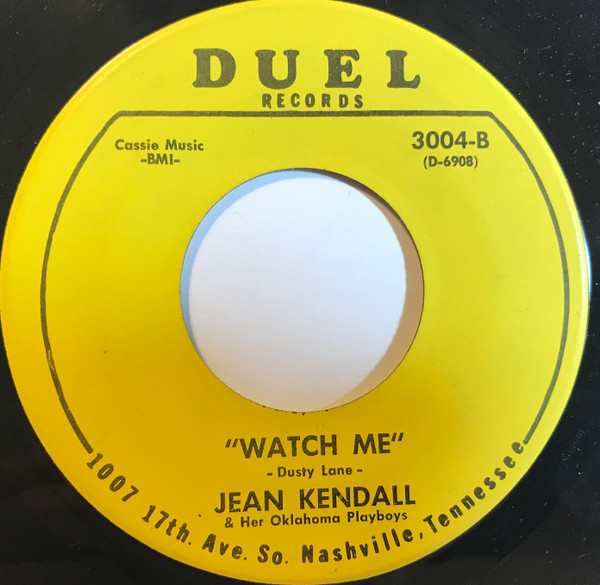 DUEL
RECORDS
Cassie Music
-BMI-
3004-B
(D-6908)
"WATCH ME"
- Dusty Lane -
JEAN KENDALL
& Her Oklahoma Playboys
1007 17th. Ave. So. Nashville, Tennessee